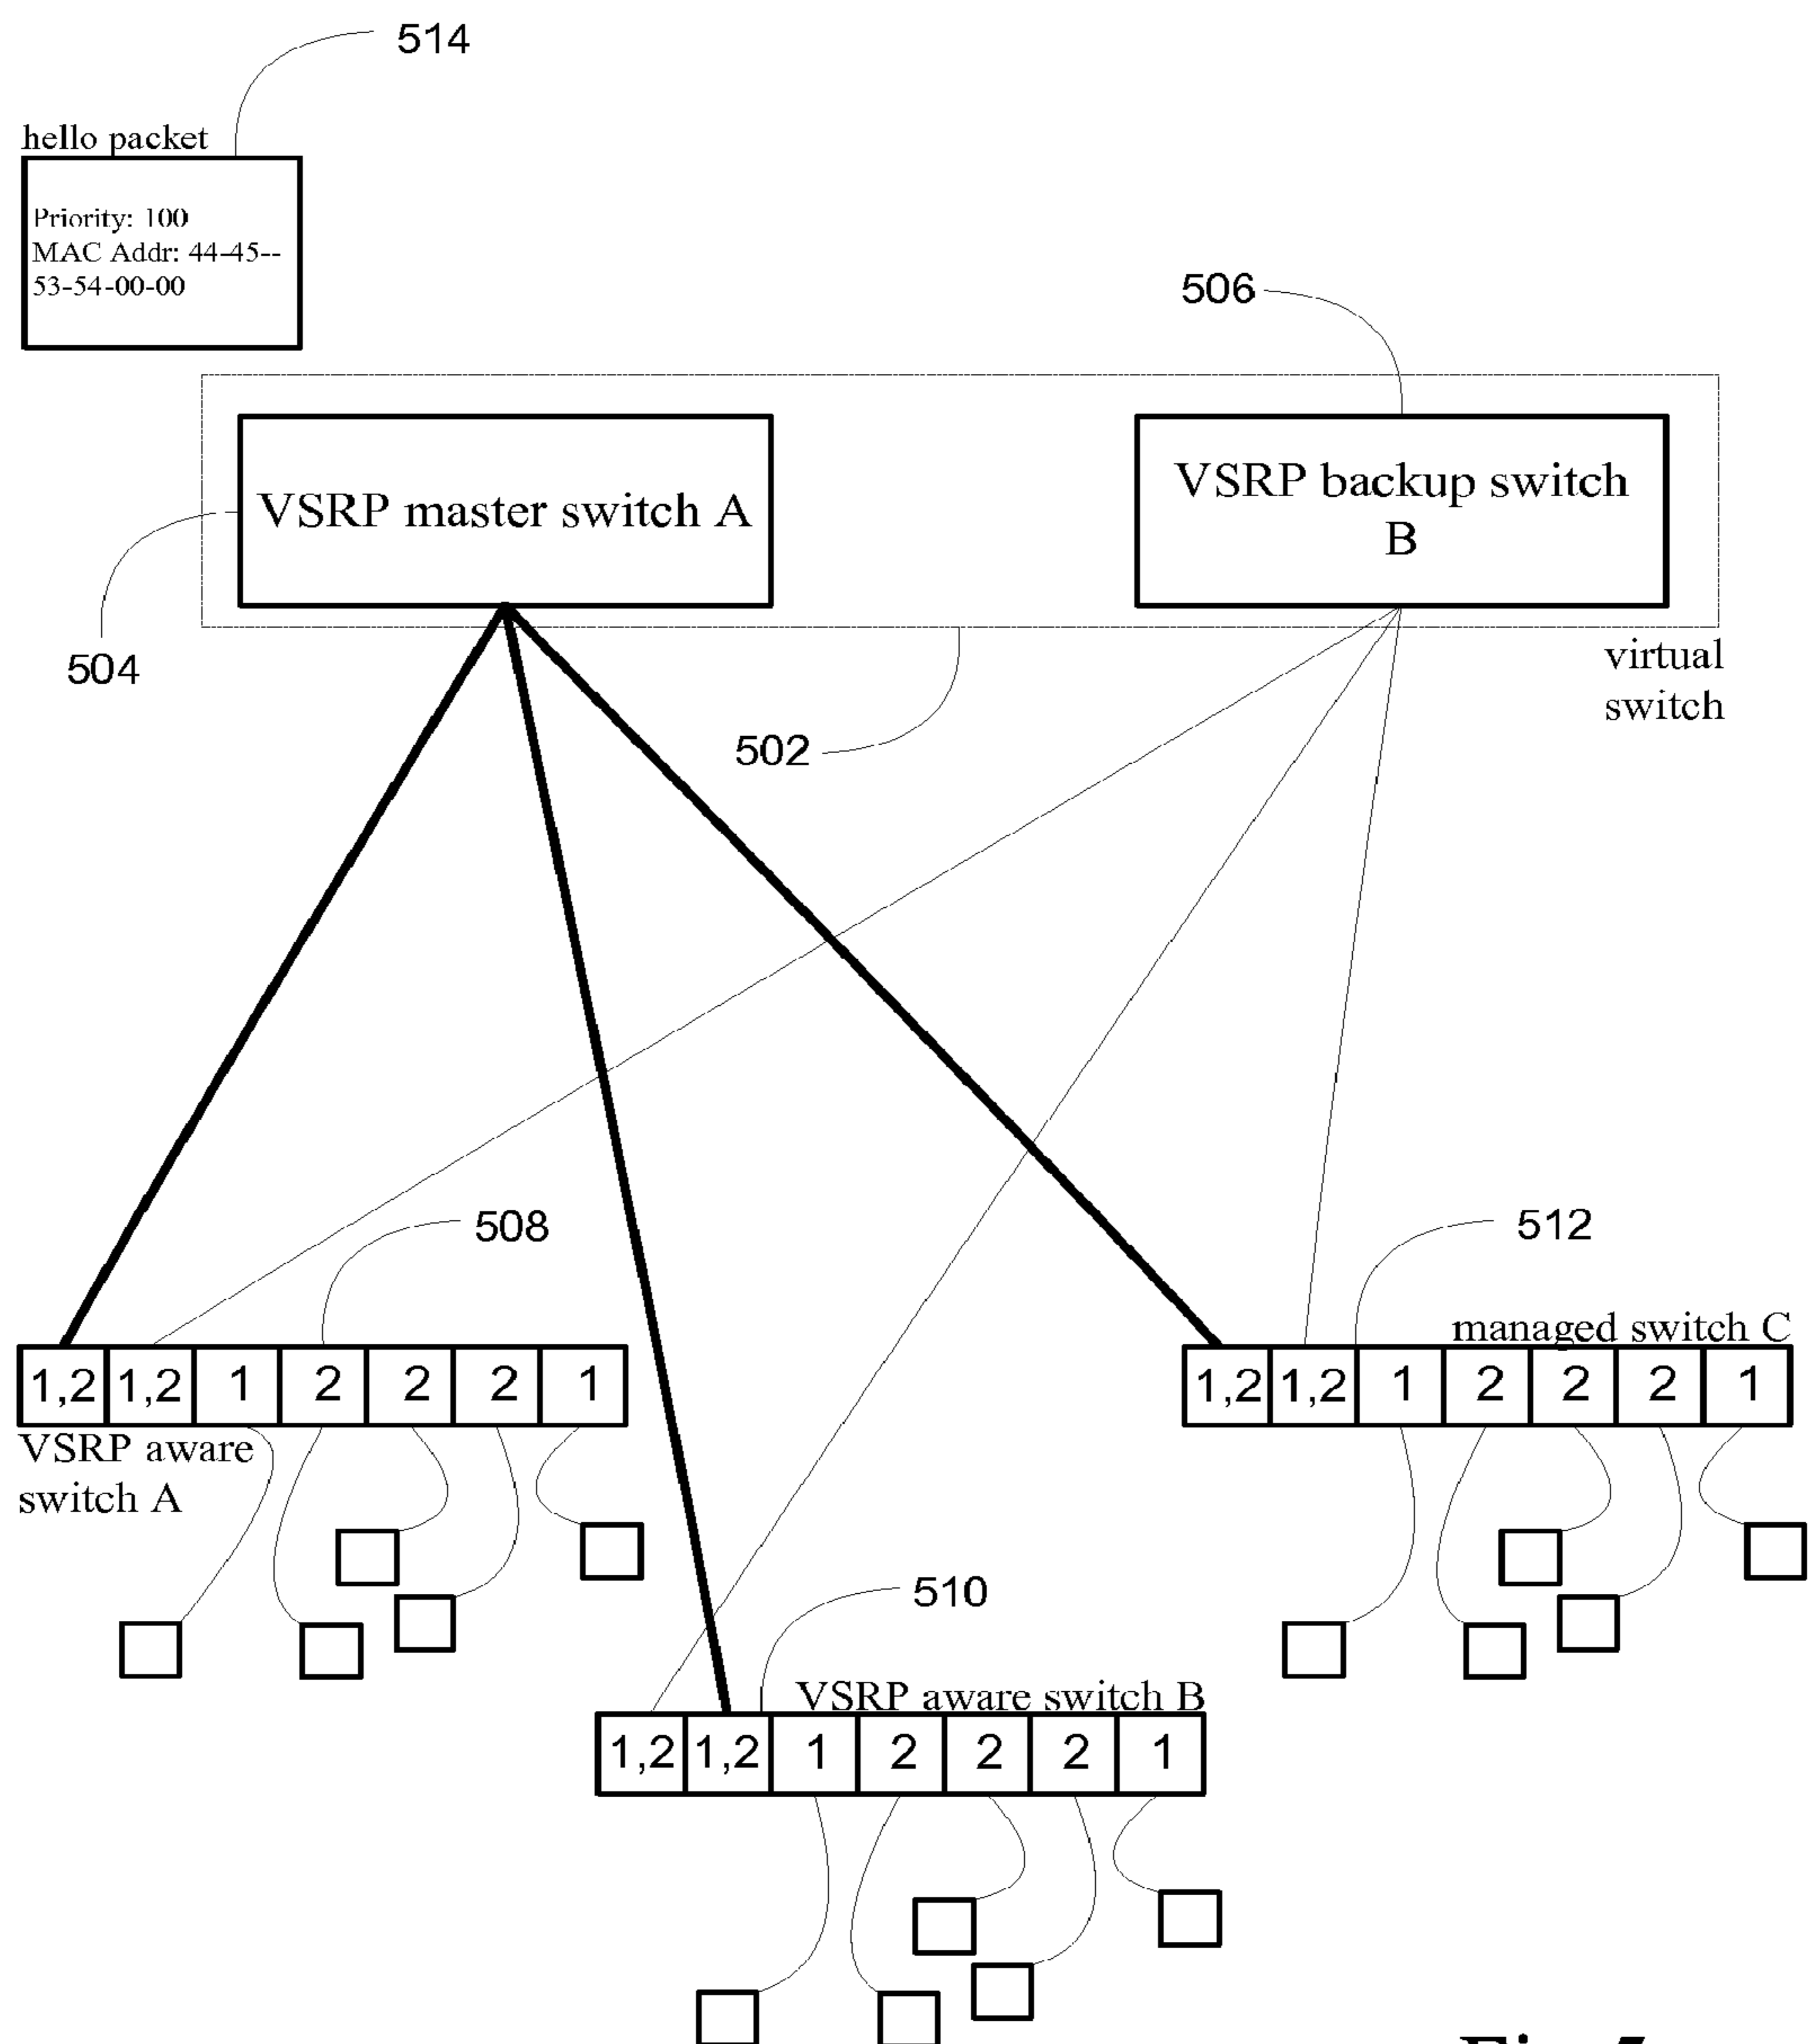 514
hello packet
Priority: 100
MAC Addr: 44-45--
53-54-00-00
506
VSRP master switch A
VSRP backup switch
B
504
virtual
switch
502
508
512
managed switch C
1,2 1,2 1 2 2 2 1
1,2 1,2 1 2 2 2 1
VSRP aware
switch A
510
VSRP aware switch B
1,2 1,2 1 2 2 2 1